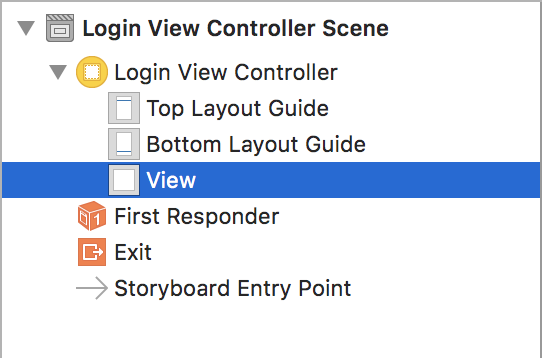 Login View Controller Scene
Login View Controller
Top Layout Guide
Bottom Layout Guide
View
First Responder
Exit
Storyboard Entry Point